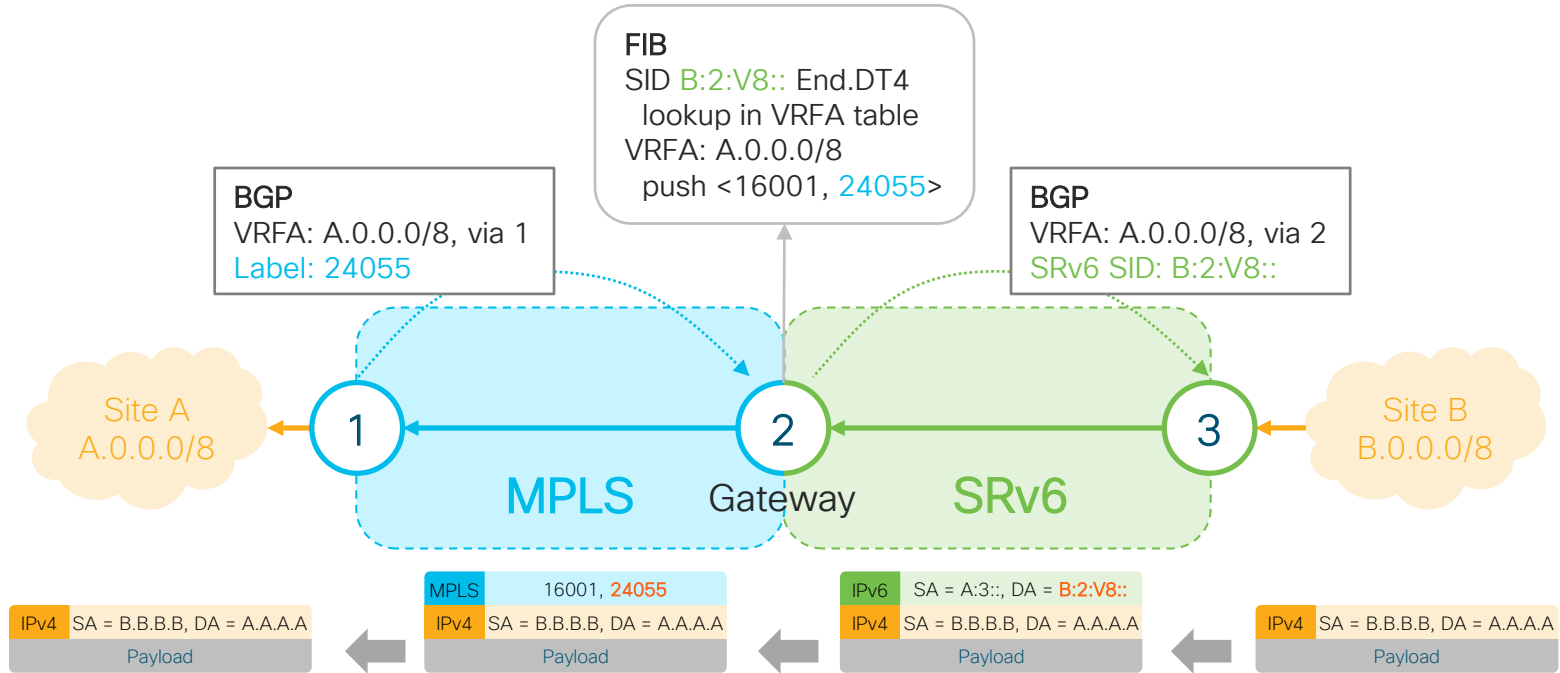 FIB
SID B:2:V8:: End.DT4
lookup in VRFA table
VRFA: A.0.0.0/8
push <16001, 24055>
BGP
VRFA: A.0.0.0/8, via 1
Label: 24055
BGP
VRFA: A.0.0.0/8, via 2
SRv6 SID: B:2:V8::
Site A
A.0.0.0/8
1
2
3
Site B
B.0.0.0/8
MPLS
Gateway
SRv6
IPv4 SA = B.B.B.B, DA = A.A.A.A
Payload
MPLS 16001, 24055
IPv4 SA = B.B.B.B, DA = A.A.A.A
Payload
IPv6 SA = A:3::, DA = B:2:V8::
IPv4 SA = B.B.B.B, DA = A.A.A.A
Payload
IPv4 SA = B.B.B.B, DA = A.A.A.A
Payload